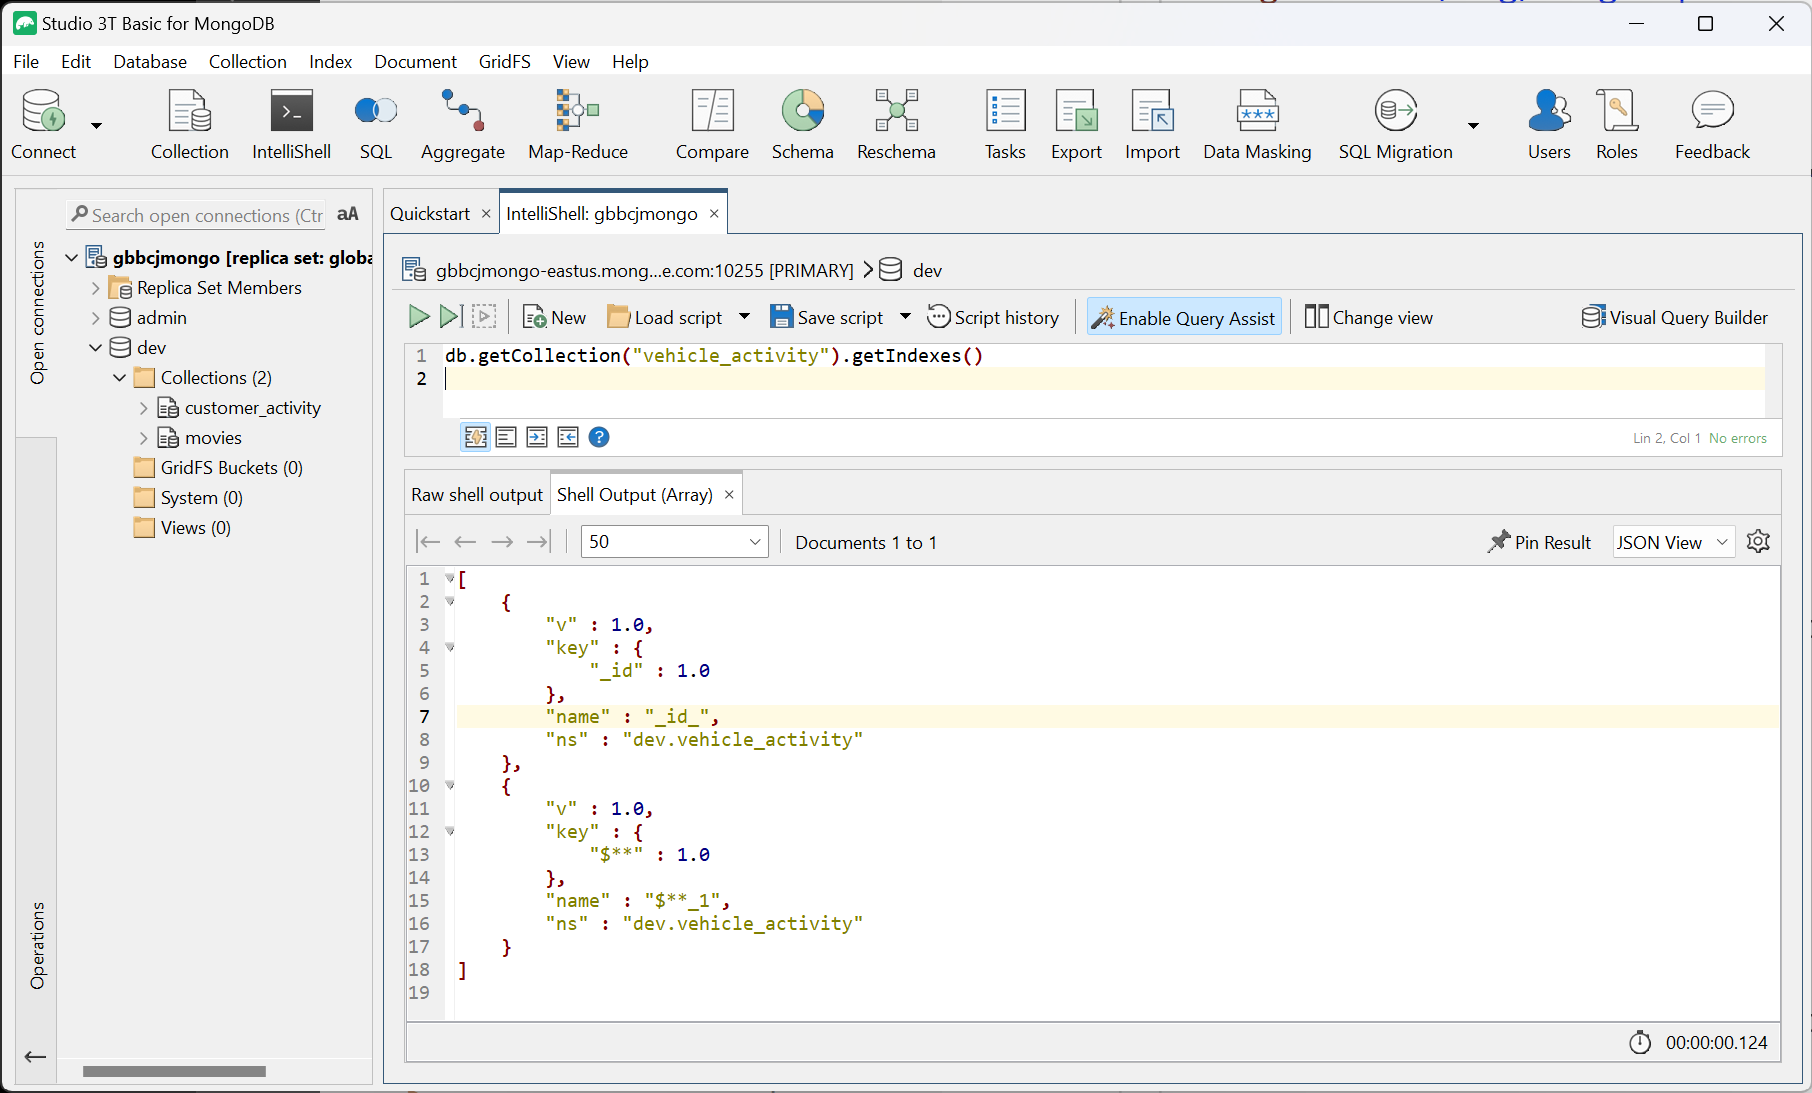 Studio 3T Basic for MongoDB
File Edit Database Collection Index Document GridFS View Help
Connect Collection IntelliShell SQL Aggregate Map-Reduce Compare Schema Reschema Tasks Export Import Data Masking SQL Migration Users Roles Feedback
Open connections
Operations
Search open connections (Ctr aA
gbbcjmongo [replica set: globa
Replica Set Members
admin
dev
Collections (2)
customer_activity
movies
GridFS Buckets (0)
System (0)
Views (0)
Quickstart × IntelliShell: gbbcjmongo ×
gbbcjmongo-eastus.mong...e.com:10255 [PRIMARY] dev
New Load script Save script Script history Enable Query Assist Change view Visual Query Builder
1 db.getCollection("vehicle_activity").getIndexes()
2
Lin 2, Col 1 No errors
Raw shell output Shell Output (Array) ×
50 Documents 1 to 1 Pin Result JSON View
1 [
2 {
3 "v" : 1.0,
4 "key" : {
5 "_id" : 1.0
6 },
7 "name" : "_id_",
8 "ns" : "dev.vehicle_activity"
9 },
10 {
11 "v" : 1.0,
12 "key" : {
13 "$**" : 1.0
14 },
15 "name" : "$**_1",
16 "ns" : "dev.vehicle_activity"
17 }
18 ]
19
00:00:00.124